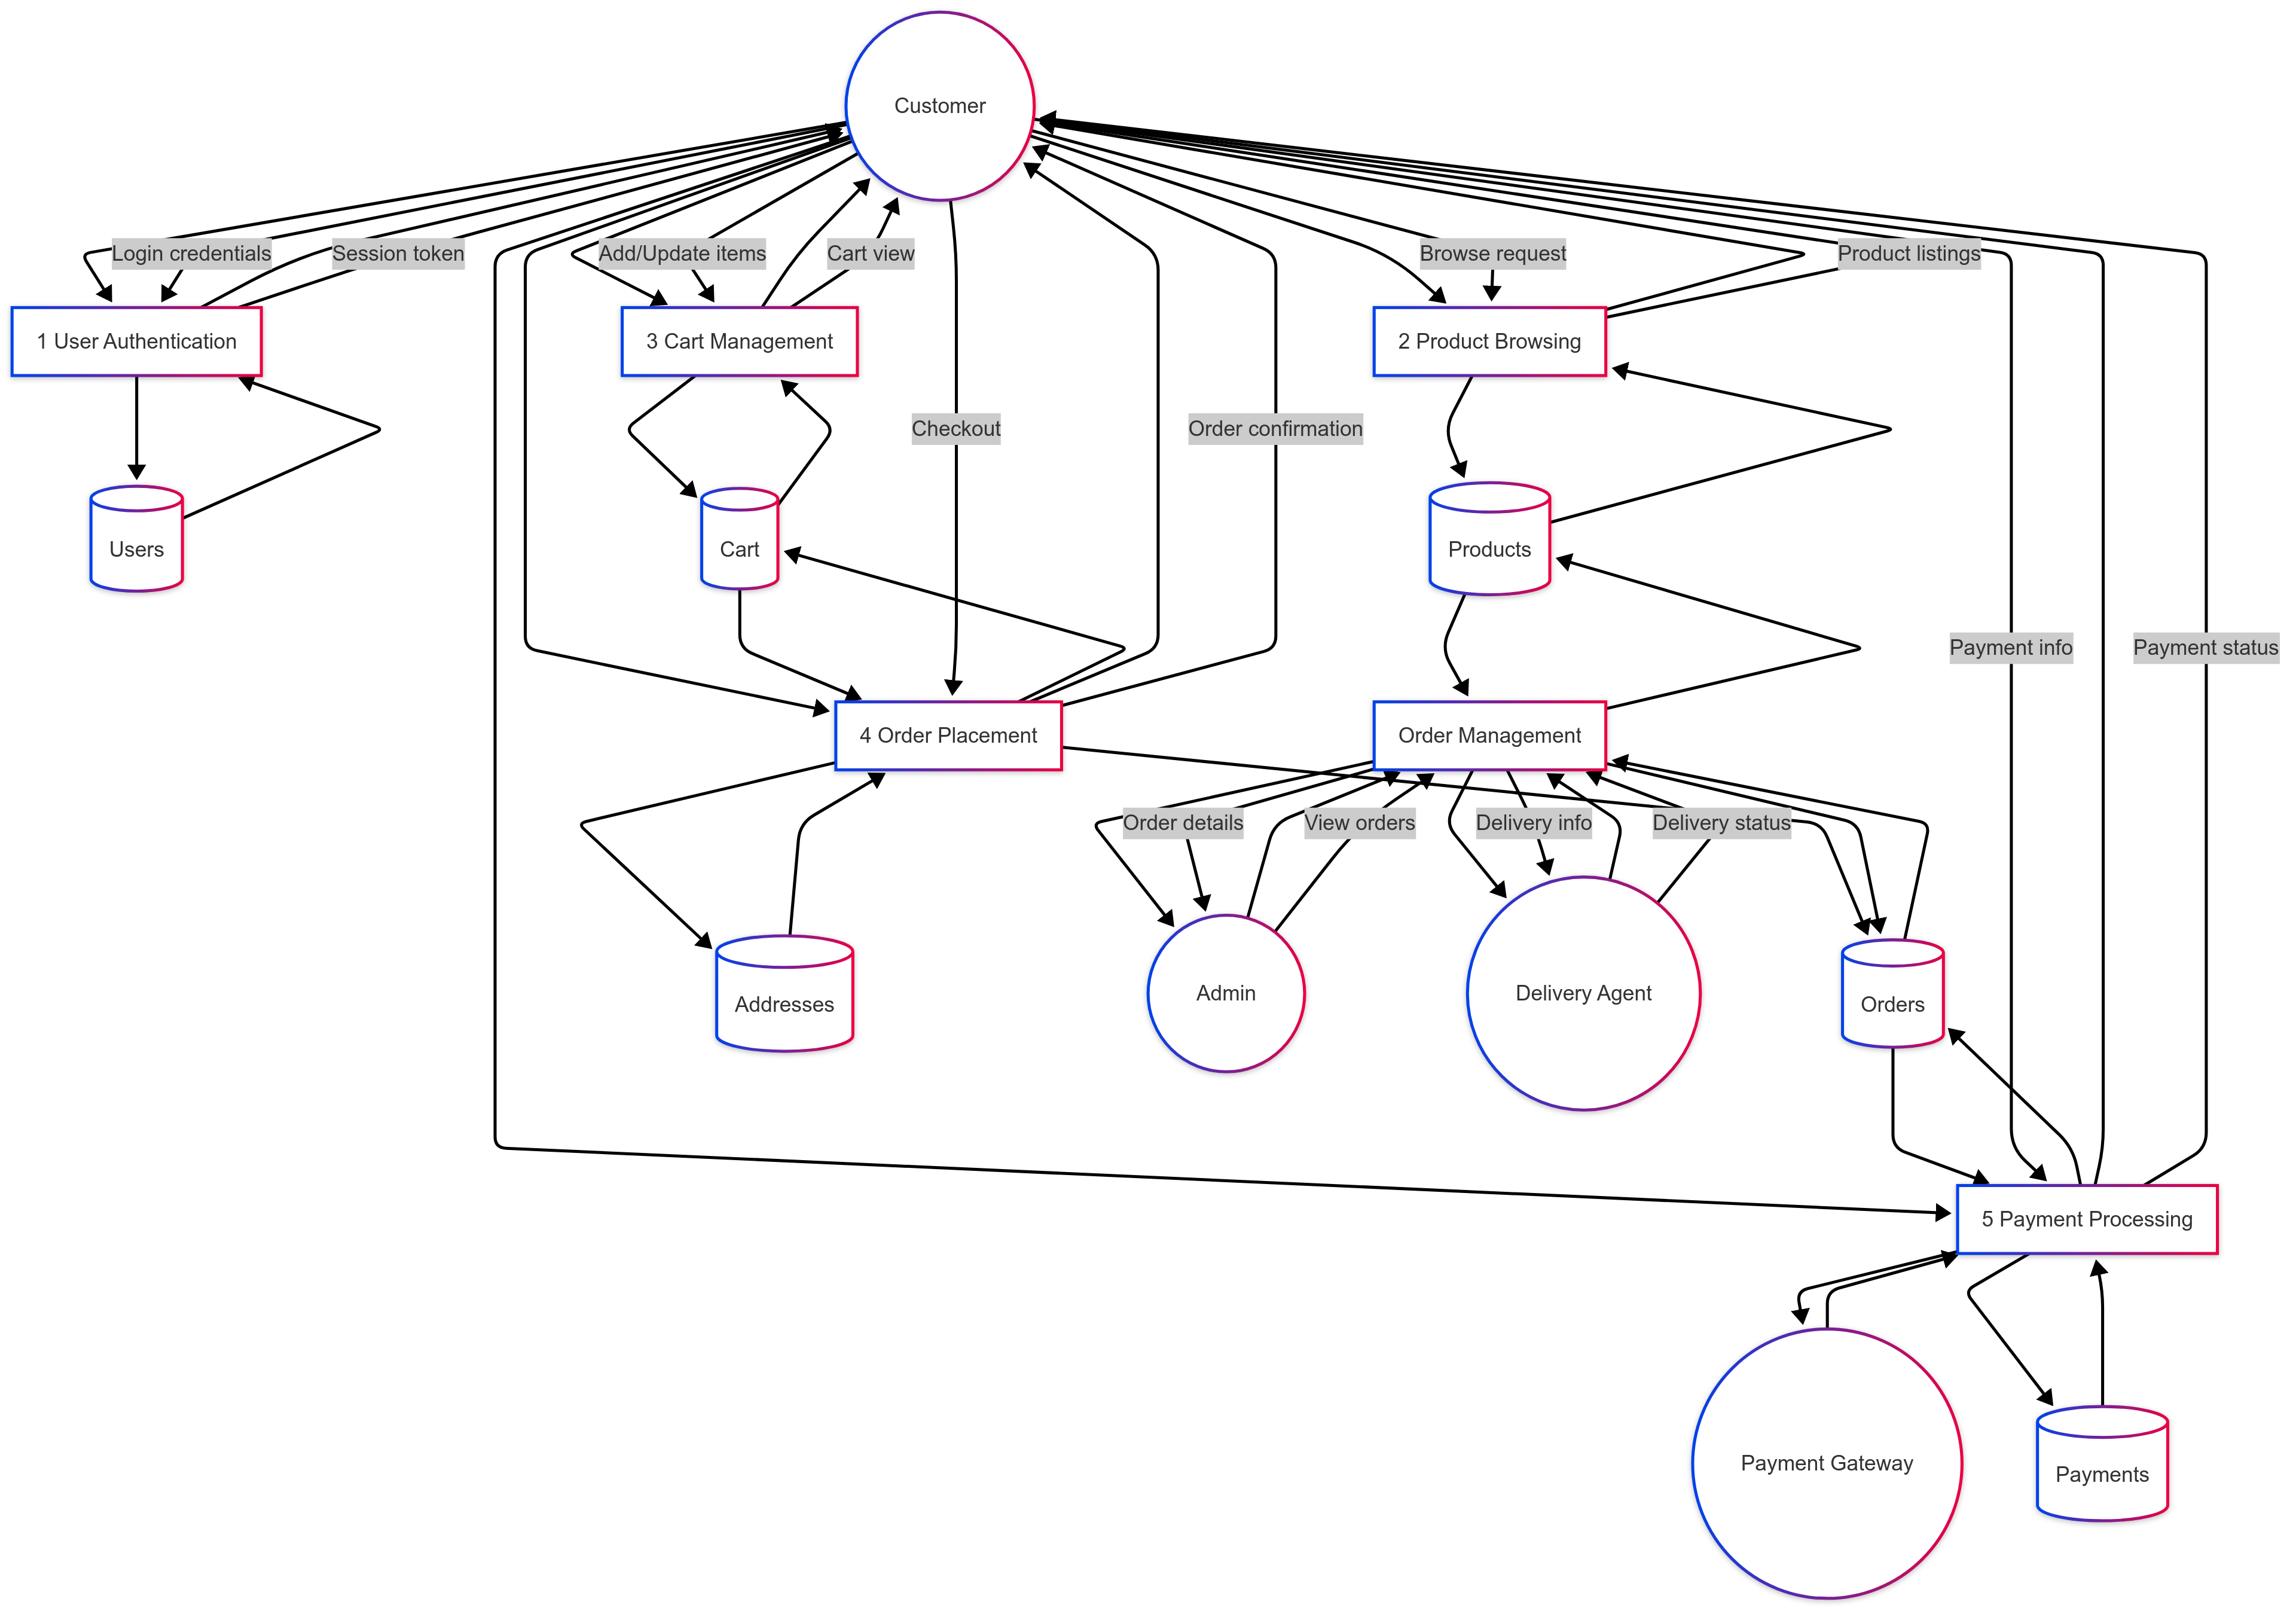 Customer
Login credentials
Session token
Add/Update items
Cart view
Browse request
Product listings
1 User Authentication
3 Cart Management
2 Product Browsing
Checkout
Order confirmation
Users
Cart
Products
Payment info
Payment status
4 Order Placement
Order Management
Order details
View orders
Delivery info
Delivery status
Addresses
Admin
Delivery Agent
Orders
5 Payment Processing
Payment Gateway
Payments